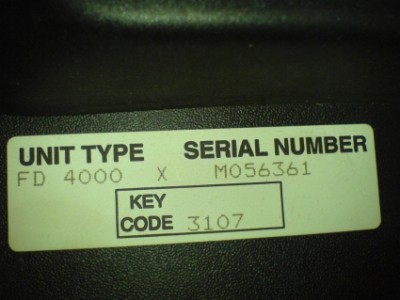 UNIT TYPE SERIAL NUMBER
FD 4000 X M056361
KEY
CODE 3107